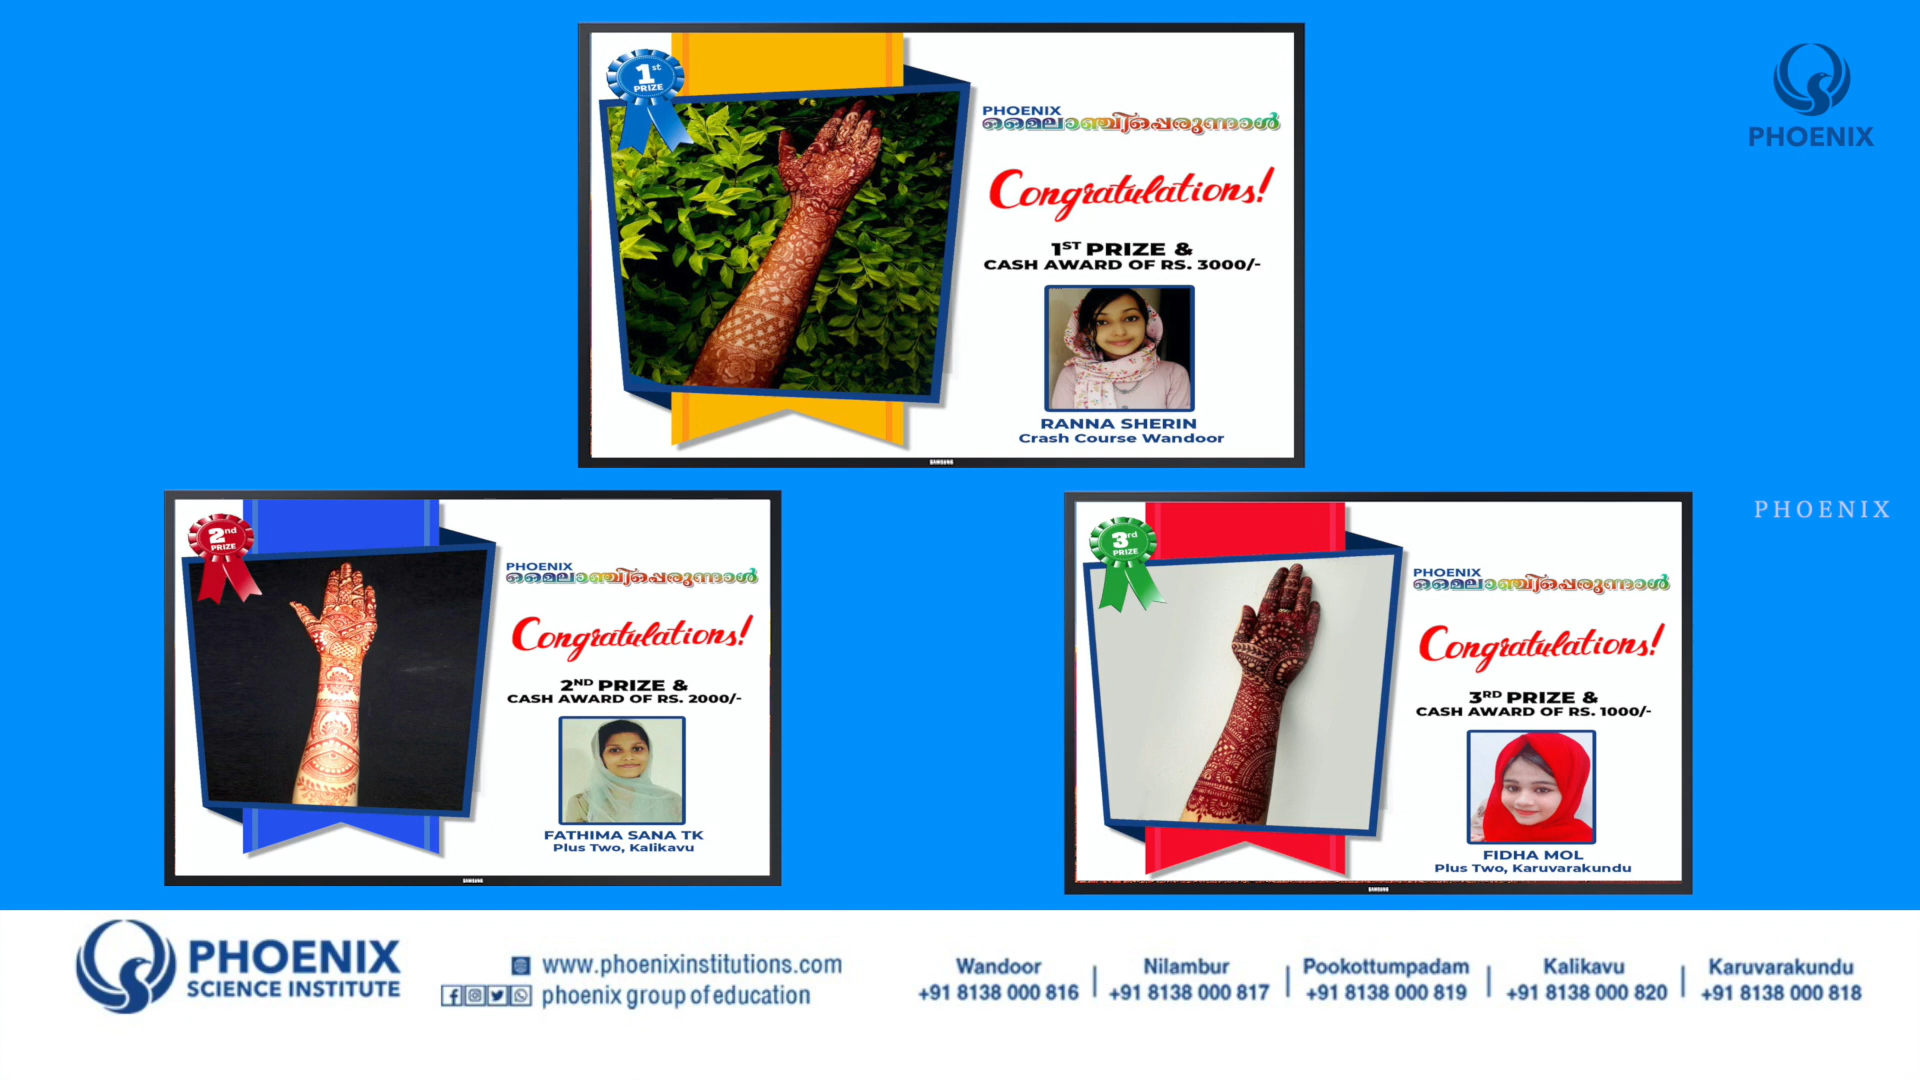 1st
PRIZE
PHOENIX
മൈലാഞ്ചിപ്പെരുന്നാൾ
Congratulations!
1ST PRIZE &
CASH AWARD OF RS. 3000/-
RANNA SHERIN
Crash Course Wandoor
SAMSUNG
PHOENIX
2nd
PRIZE
PHOENIX
മൈലാഞ്ചിപ്പെരുന്നാൾ
Congratulations!
2ND PRIZE &
CASH AWARD OF RS. 2000/-
FATHIMA SANA TK
Plus Two, Kalikavu
SAMSUNG
3rd
PRIZE
PHOENIX
മൈലാഞ്ചിപ്പെരുന്നാൾ
Congratulations!
3RD PRIZE &
CASH AWARD OF RS. 1000/-
FIDHA MOL
Plus Two, Karuvarakundu
SAMSUNG
PHOENIX
PHOENIX
SCIENCE INSTITUTE
www.phoenixinstitutions.com
phoenix group of education
Wandoor
+91 8138 000 816
Nilambur
+91 8138 000 817
Pookottumpadam
+91 8138 000 819
Kalikavu
+91 8138 000 820
Karuvarakundu
+91 8138 000 818